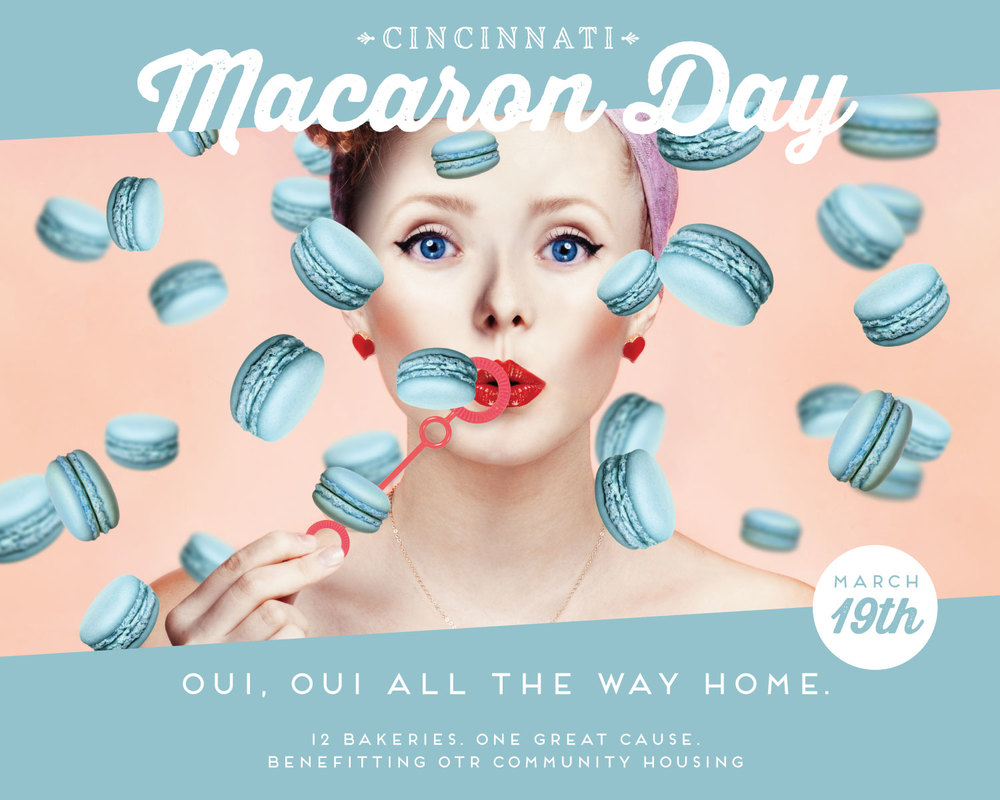 CINCINNATI
Macaron Day
MARCH
19th
OUI, OUI ALL THE WAY HOME.
12 BAKERIES. ONE GREAT CAUSE.
BENEFITTING OTR COMMUNITY HOUSING